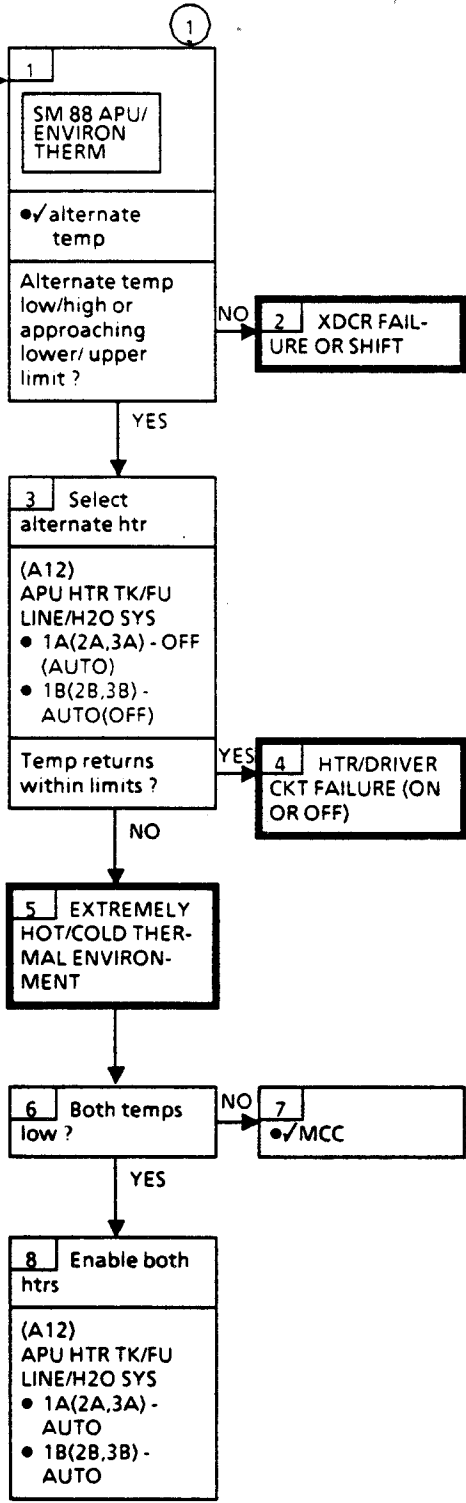 1
1
SM 88 APU/
ENVIRON
THERM
●✓alternate
temp
Alternate temp
low/high or
approaching
lower/ upper
limit ?
NO
2 XDCR FAIL-
URE OR SHIFT
YES
3 Select
alternate htr
(A12)
APU HTR TK/FU
LINE/H2O SYS
● 1A(2A,3A) - OFF
(AUTO)
● 1B(2B,3B) -
AUTO(OFF)
Temp returns
within limits ?
YES
4 HTR/DRIVER
CKT FAILURE (ON
OR OFF)
NO
5 EXTREMELY
HOT/COLD THER-
MAL ENVIRON-
MENT
6 Both temps
low ?
NO
7
●✓MCC
YES
8 Enable both
htrs
(A12)
APU HTR TK/FU
LINE/H2O SYS
● 1A(2A,3A) -
AUTO
● 1B(2B,3B) -
AUTO